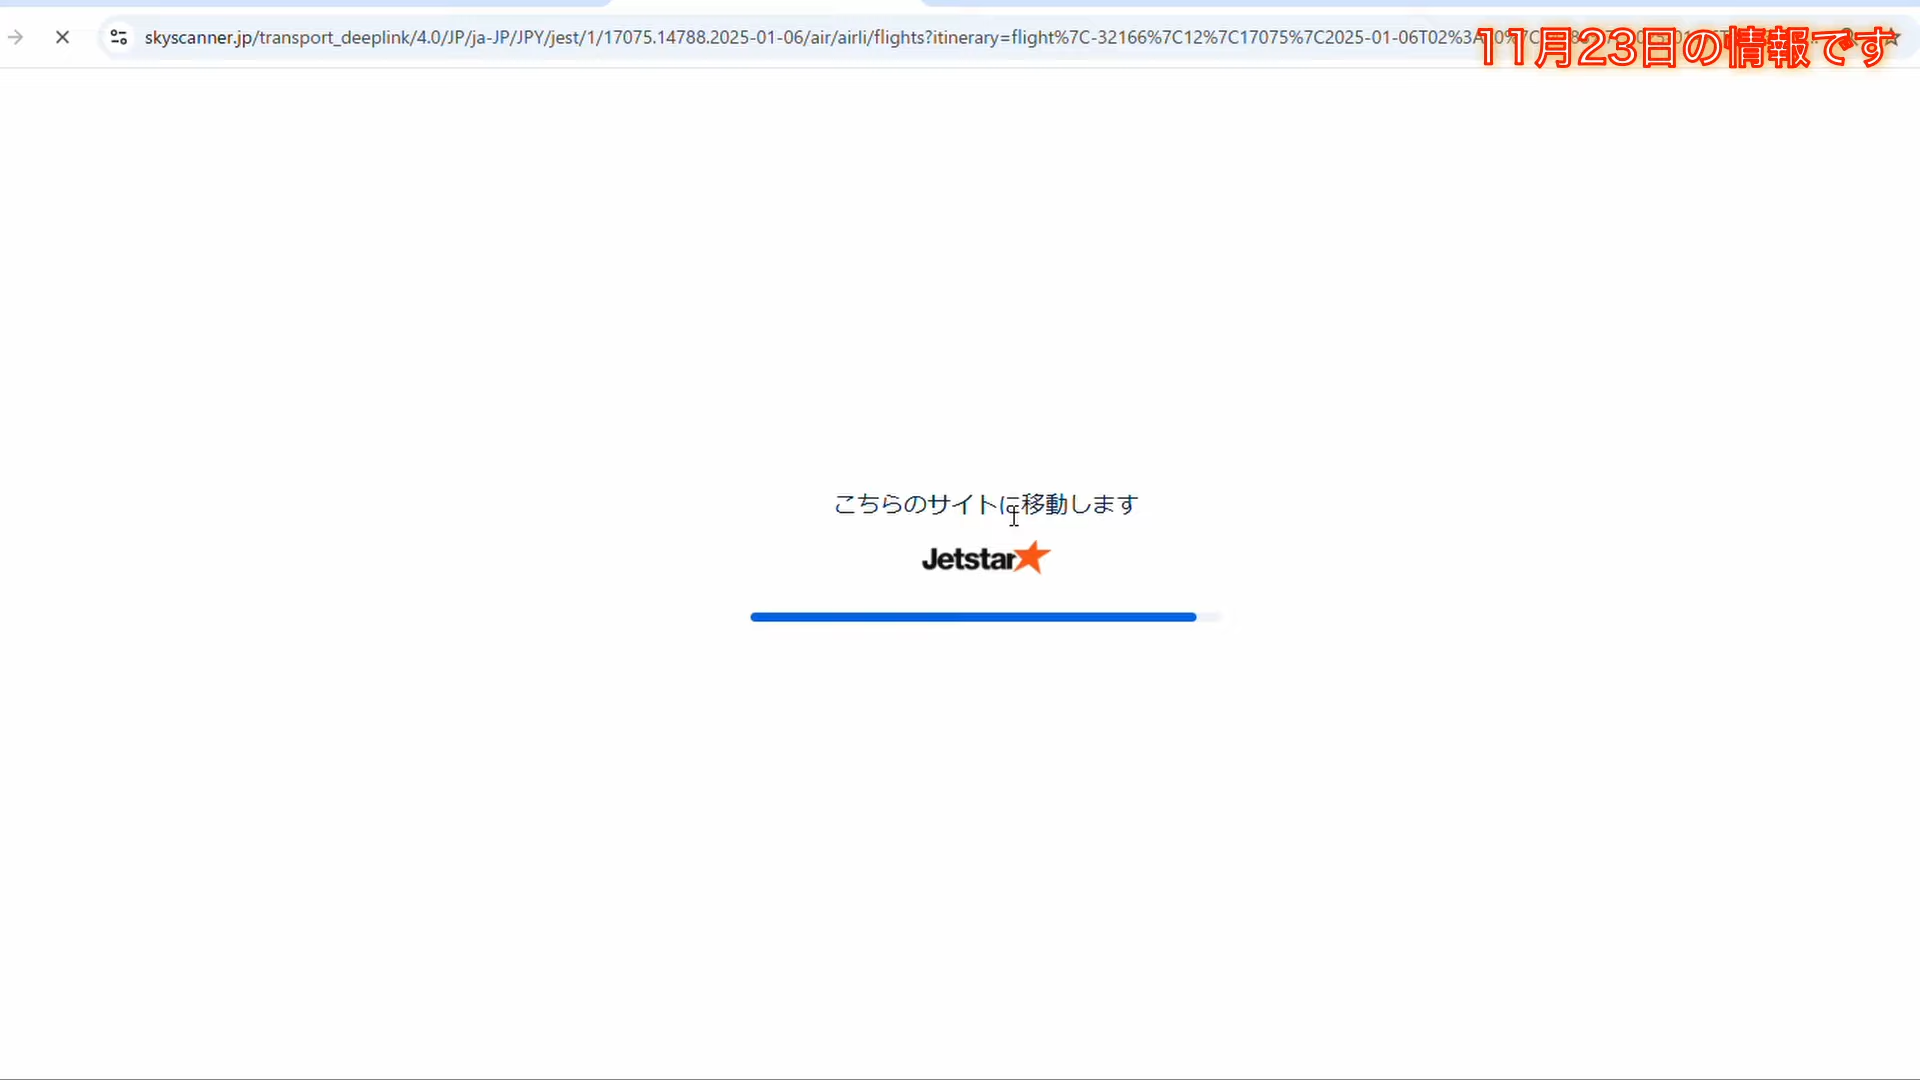 skyscanner.jp/transport_deeplink/4.0/JP/ja-JP/JPY/jest/1/17075.14788.2025-01-06/air/airli/flights?itinerary=flight%7C-32166%7C12%7C17075%7C2025-01-06T02%3A
11月23日の情報です
こちらのサイトに移動します
Jetstar